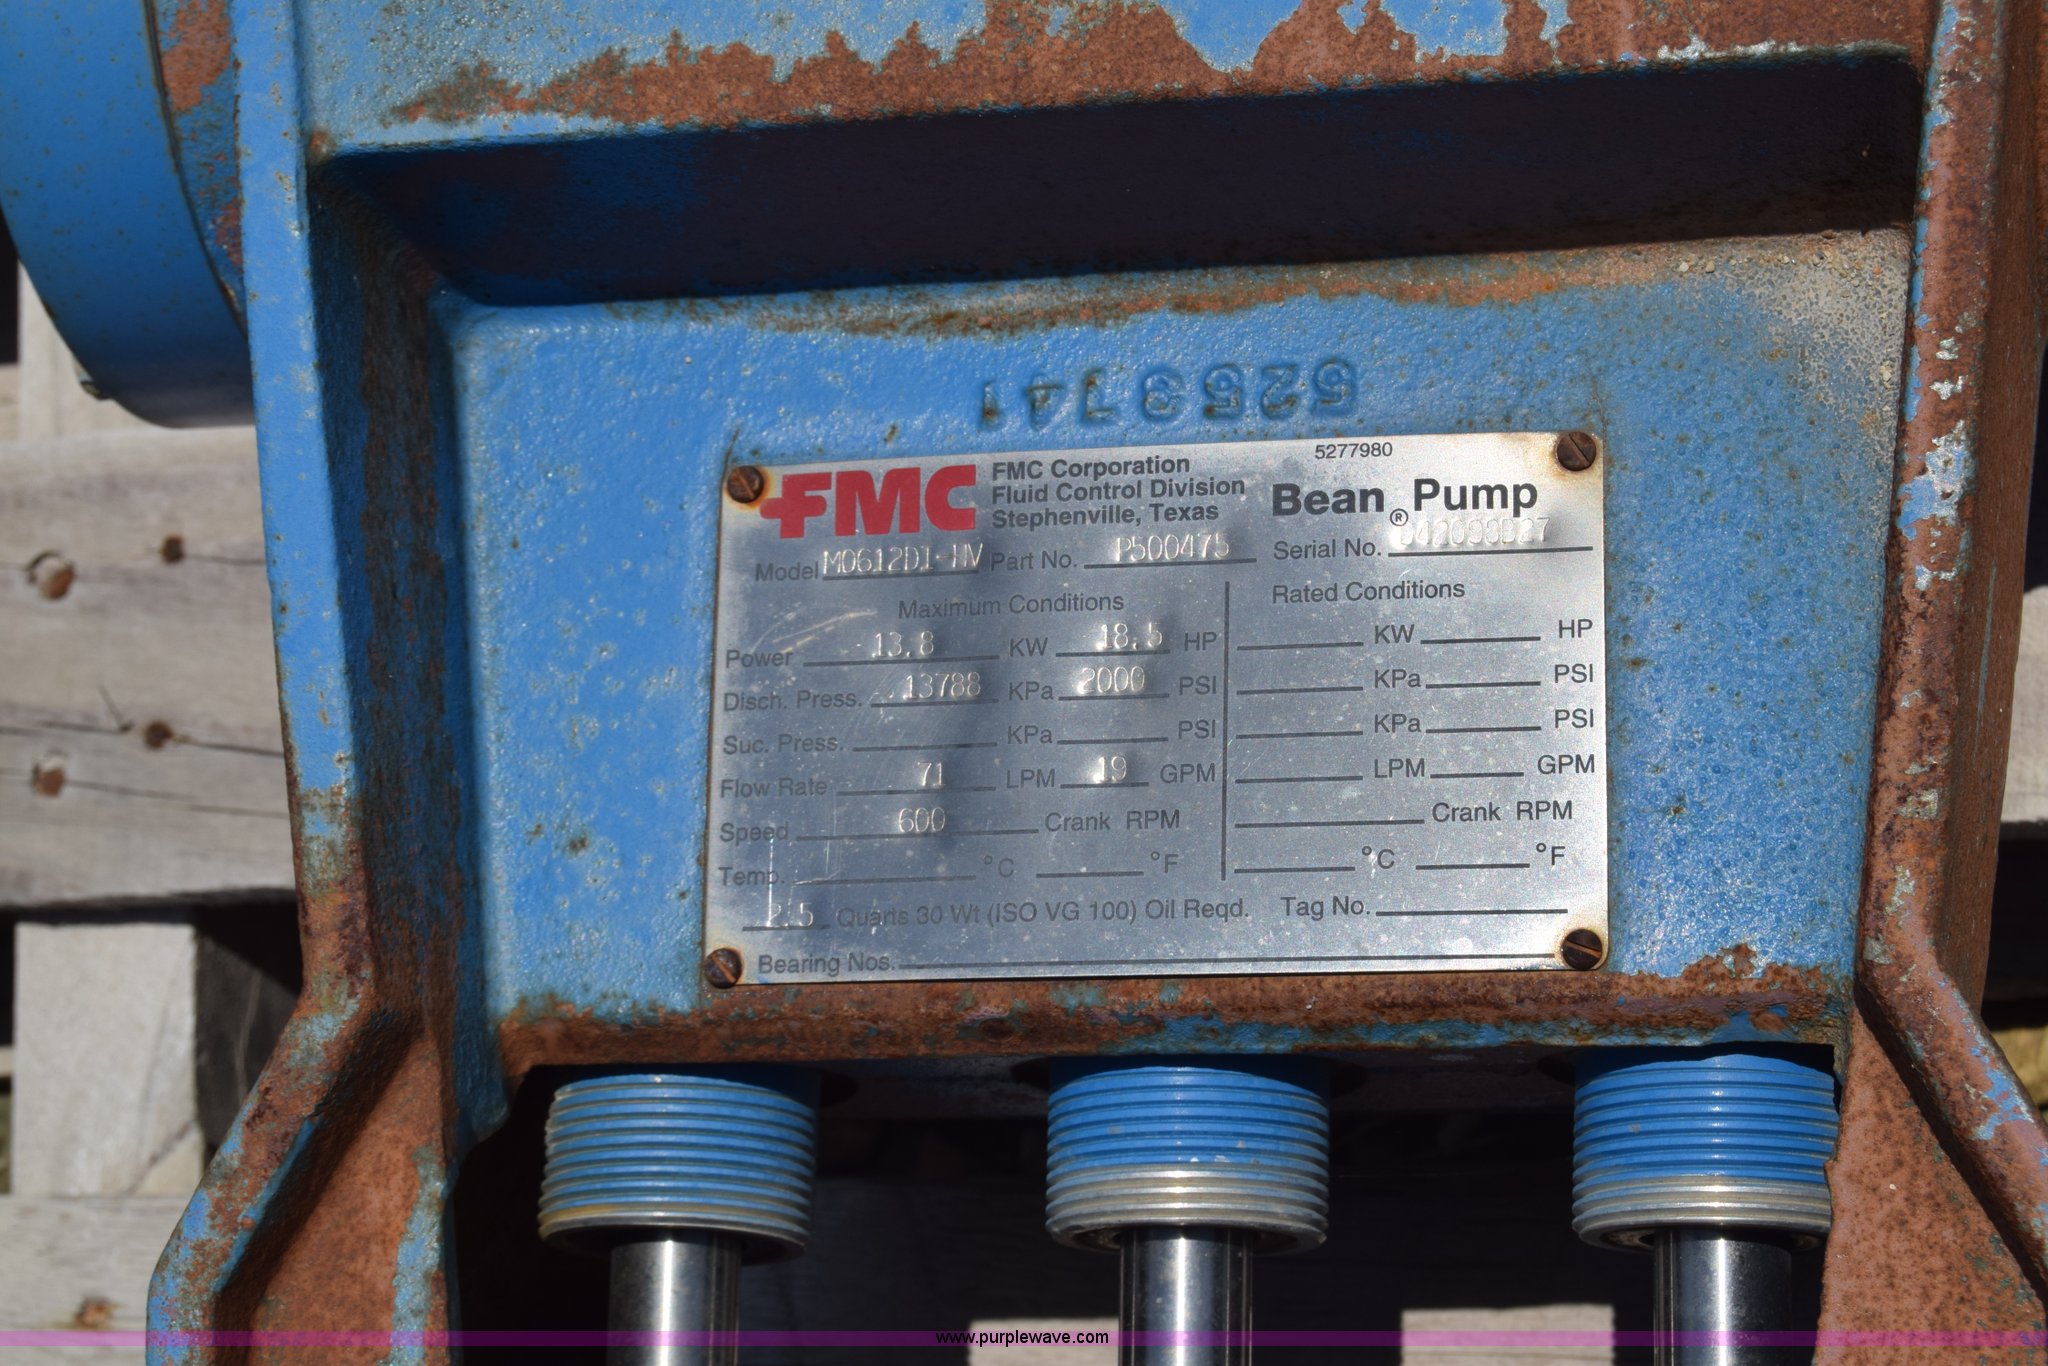 5253741
5277980
FMC FMC Corporation
Fluid Control Division
Stephenville, Texas
Bean® Pump
Model M0612DI-HV Part No. P500475 Serial No.
Maximum Conditions Rated Conditions
Power 13.8 KW 18.5 HP KW HP
Disch. Press. 13788 KPa 2000 PSI KPa PSI
Suc. Press. KPa PSI KPa PSI
Flow Rate 71 LPM 19 GPM LPM GPM
Speed 600 Crank RPM Crank RPM
Temp. °C °F °C °F
2.5 Quarts 30 Wt (ISO VG 100) Oil Reqd. Tag No.
Bearing Nos.
www.purplewave.com